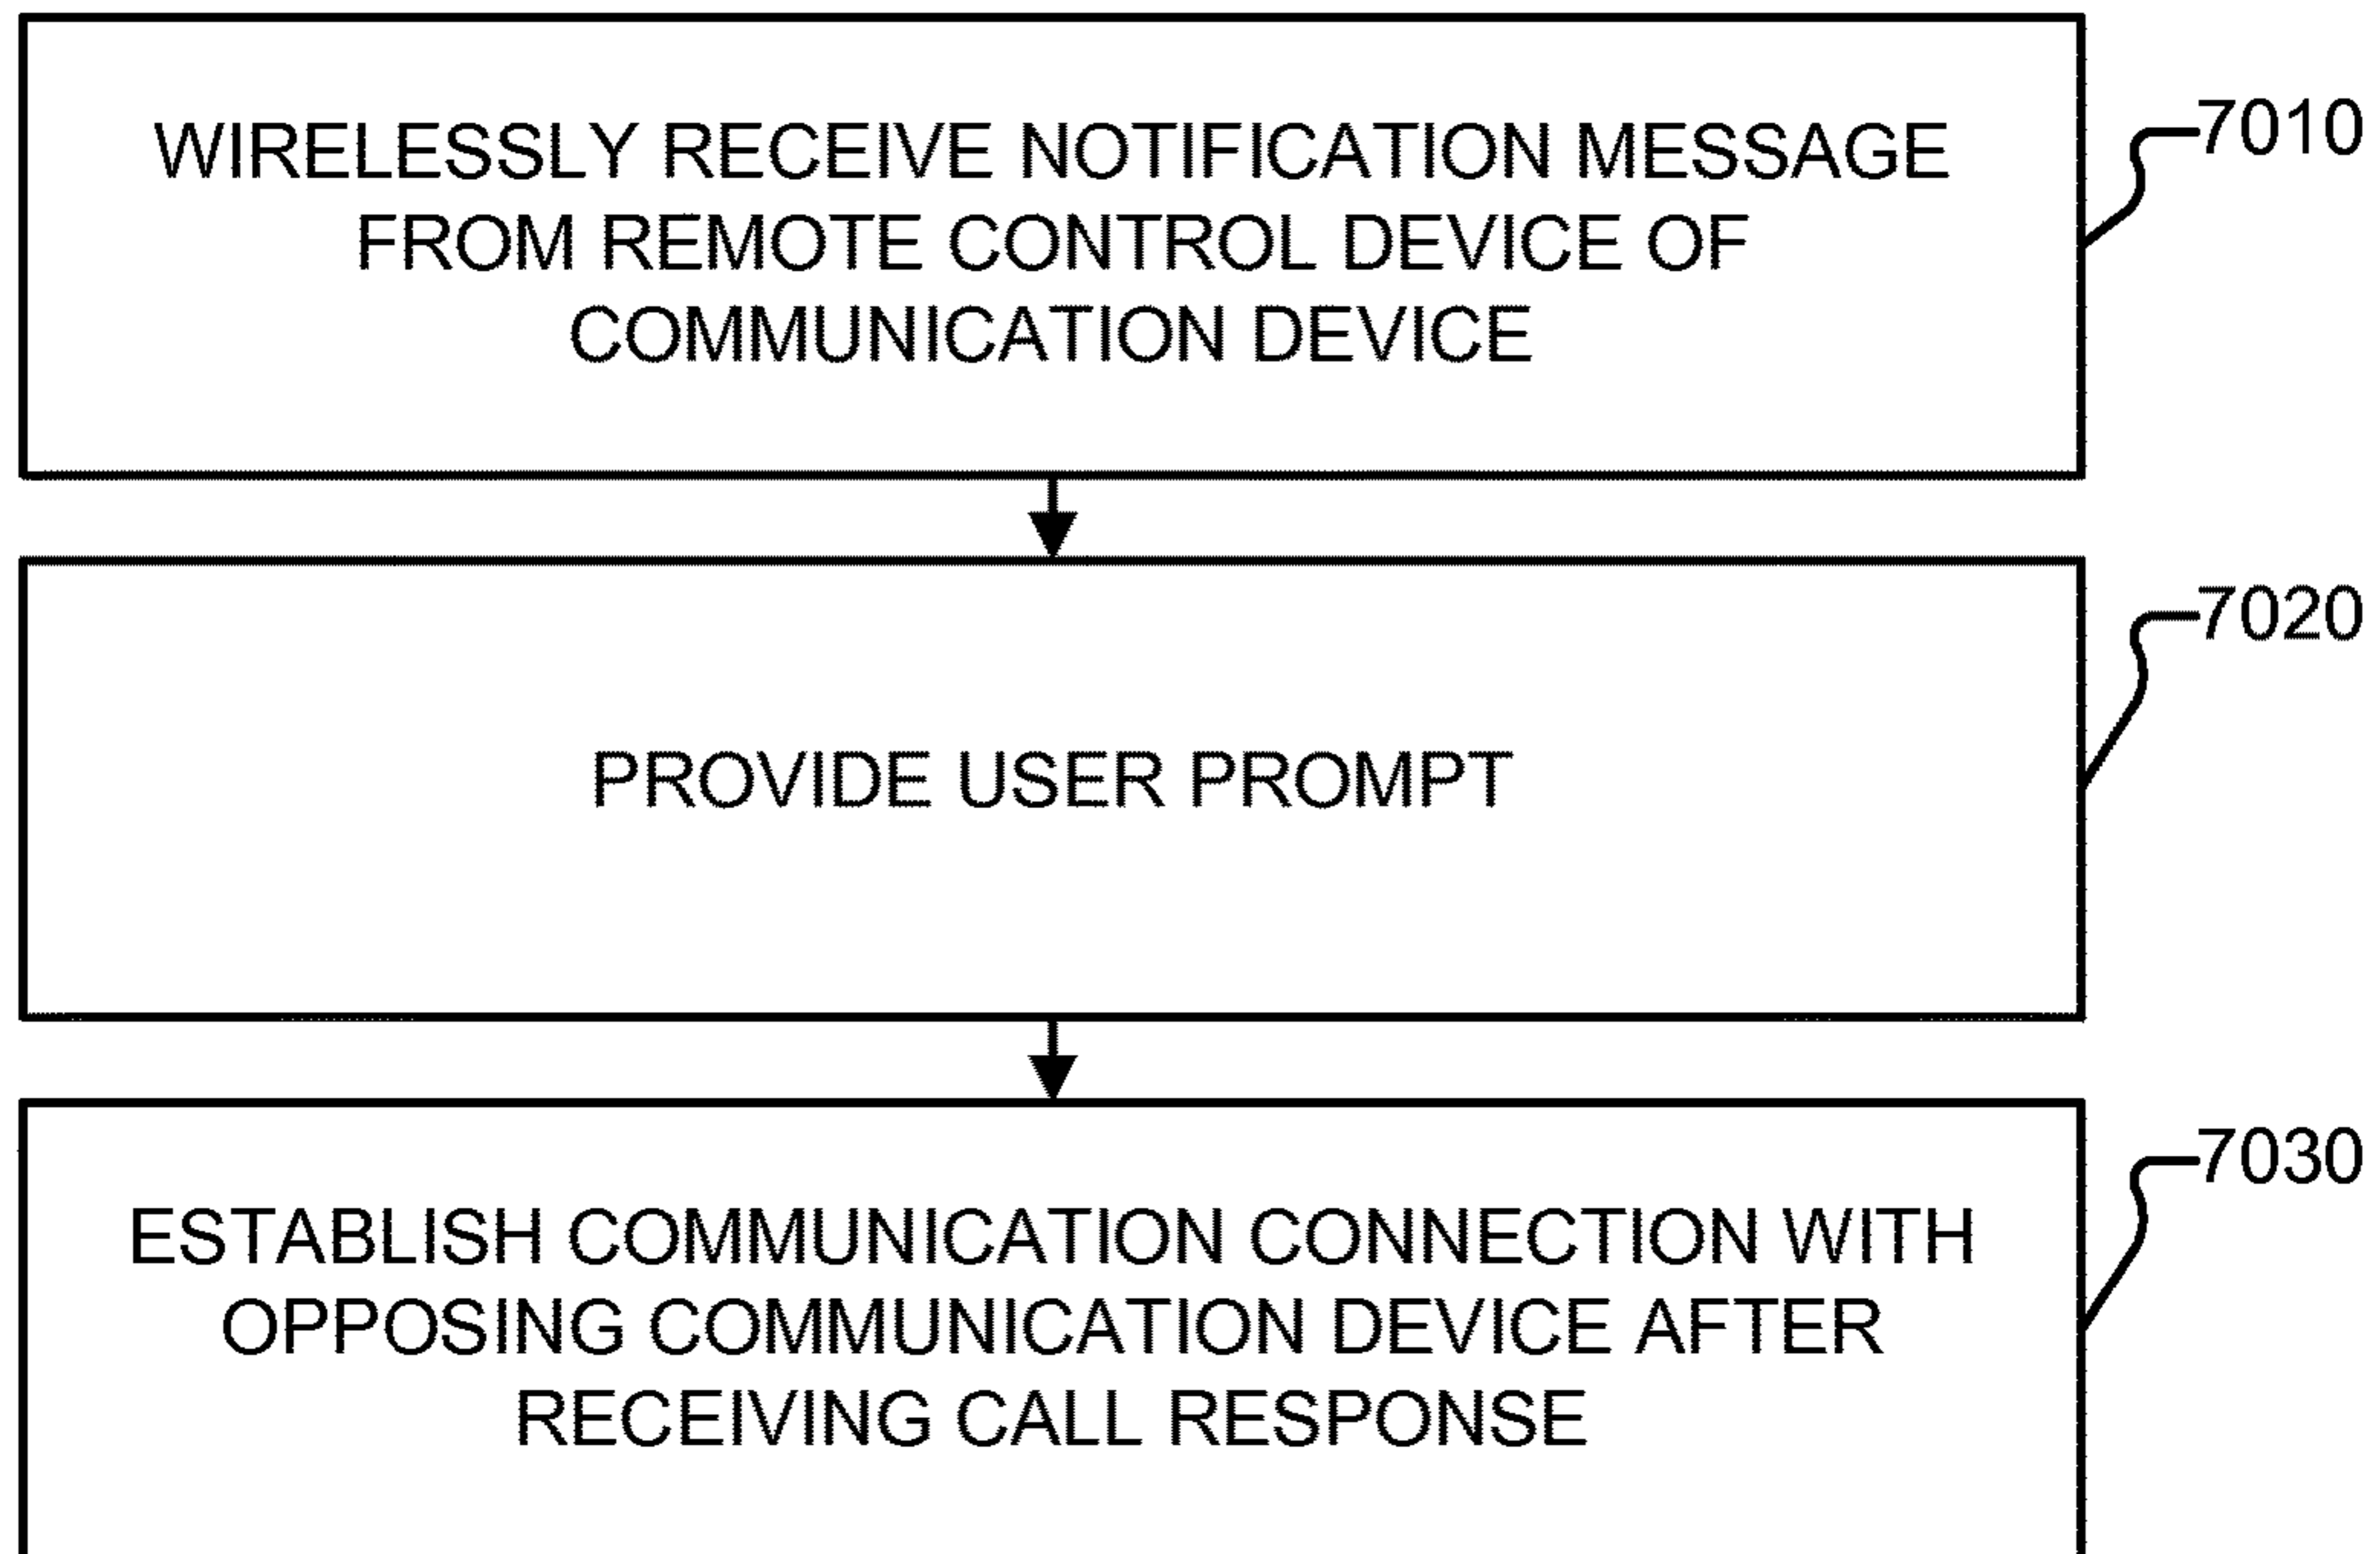 WIRELESSLY RECEIVE NOTIFICATION MESSAGE
FROM REMOTE CONTROL DEVICE OF
COMMUNICATION DEVICE
7010
PROVIDE USER PROMPT
7020
ESTABLISH COMMUNICATION CONNECTION WITH
OPPOSING COMMUNICATION DEVICE AFTER
RECEIVING CALL RESPONSE
7030